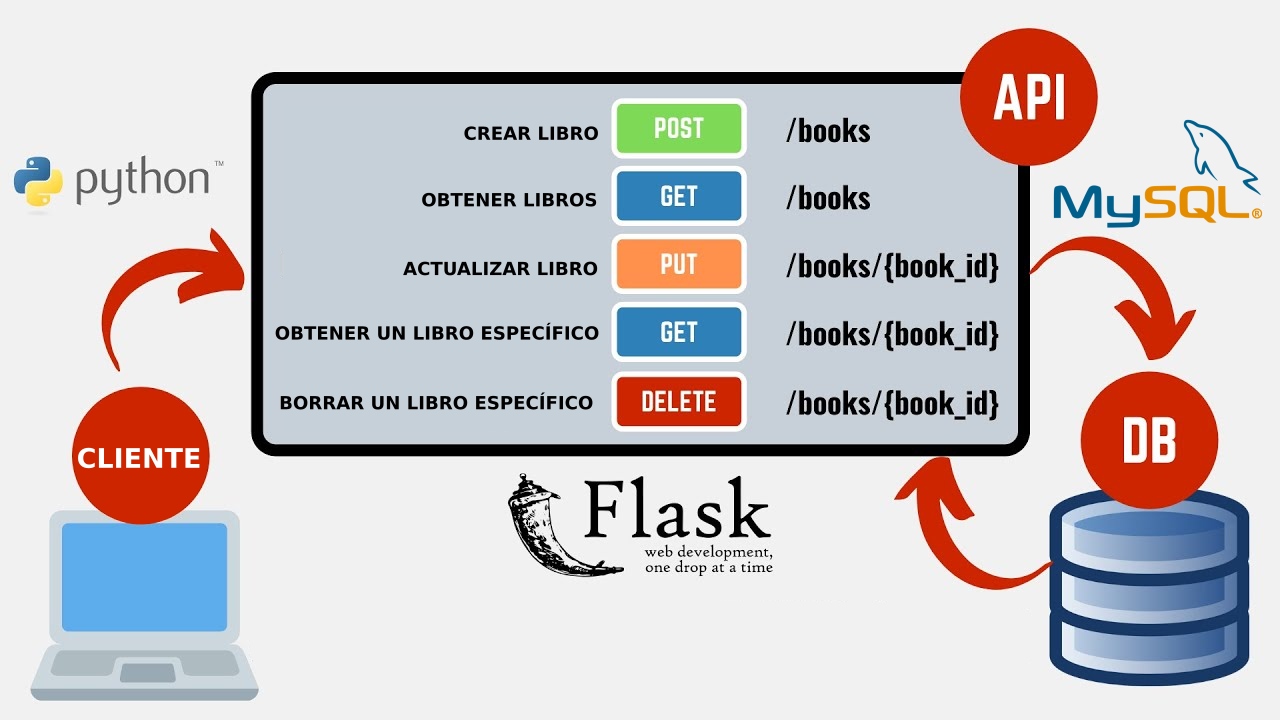 API
CREAR LIBRO POST /books
OBTENER LIBROS GET /books
ACTUALIZAR LIBRO PUT /books/{book_id}
OBTENER UN LIBRO ESPECÍFICO GET /books/{book_id}
BORRAR UN LIBRO ESPECÍFICO DELETE /books/{book_id}
python™
MySQL®
CLIENTE
DB
Flask
web development,
one drop at a time